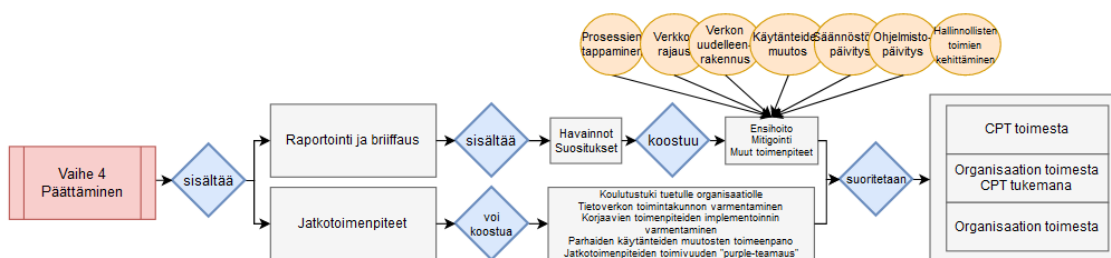 Prosessien
tappaminen
Verkko
rajaus
Verkon
uudelleen-
rakennus
Käytänteide
muutos
Säännöstö
päivitys
Ohjelmisto-
päivitys
Hallinnollisten
toimien
kehittäminen
Vaihe 4
Päättäminen
sisältää
Raportointi ja briiffaus
sisältää
Havainnot
Suositukset
koostuu
Ensihoito
Mitigointi
Muut toimenpiteet
Jatkotoimenpiteet
voi
koostua
Koulutustuki tuetulle organisaatiolle
Tietoverkon toimintakunnon varmentaminen
Korjaavien toimenpiteiden implementoinnin
varmentaminen
Parhaiden käytänteiden muutosten toimeenpano
Jatkotoimenpiteiden toimivuuden "purple-teamaus"
suoritetaan
CPT toimesta
Organisaation toimesta
CPT tukemana
Organisaation toimesta